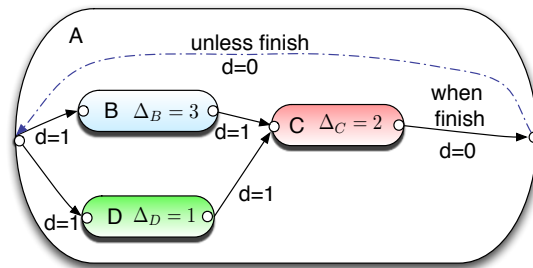 A
unless finish
d=0
when
finish
B Δ_B = 3
d=1
d=1
C Δ_C = 2
d=0
D Δ_D = 1
d=1
d=1